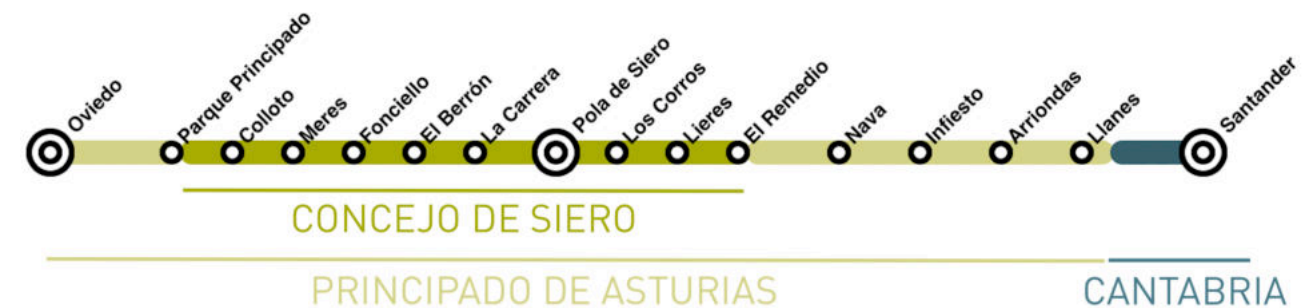 Oviedo
Parque Principado
Colloto
Meres
Fonciello
El Berrón
La Carrera
Pola de Siero
Los Corros
Lieres
El Remedio
Nava
Infiesto
Arriondas
Llanes
Santander
CONCEJO DE SIERO
PRINCIPADO DE ASTURIAS
CANTABRIA